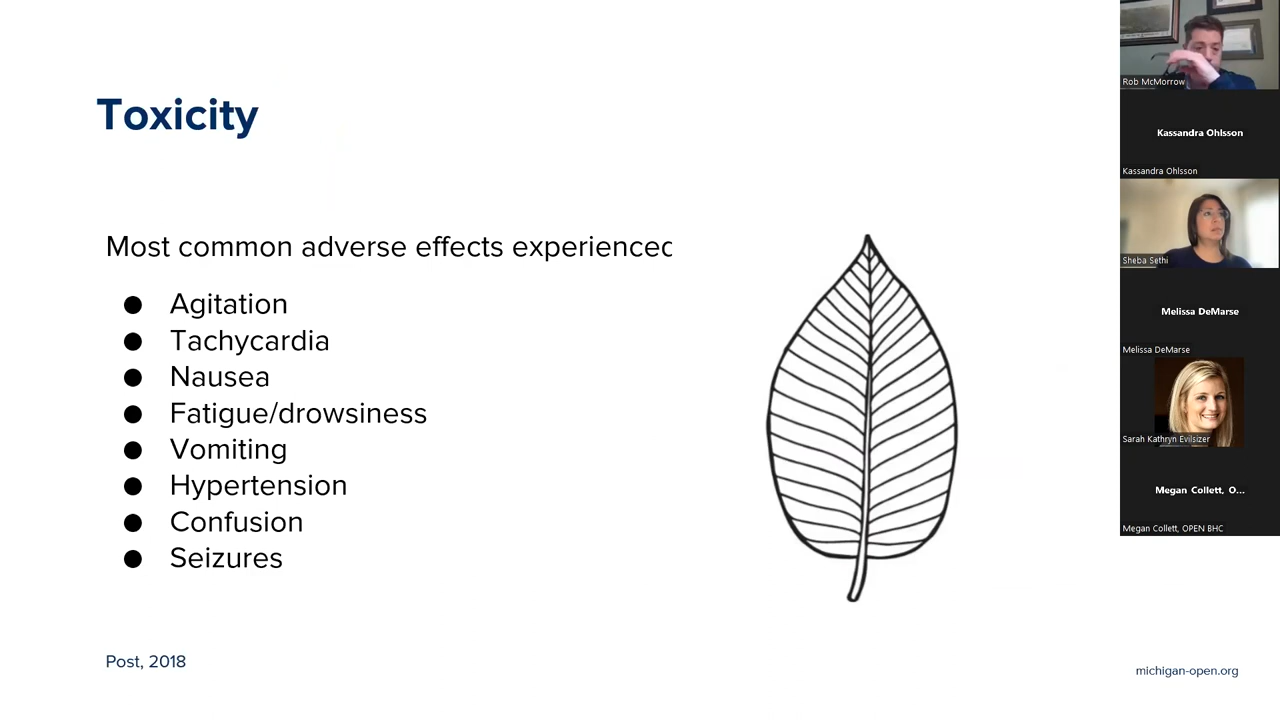 Toxicity
Most common adverse effects experienced
● Agitation
● Tachycardia
● Nausea
● Fatigue/drowsiness
● Vomiting
● Hypertension
● Confusion
● Seizures
Post, 2018
michigan-open.org
Rob McMorrow
Kassandra Ohlsson
Kassandra Ohlsson
Sheba Sethi
Melissa DeMarse
Melissa DeMarse
Sarah Kathryn Evilsizer
Megan Collett, O...
Megan Collett, OPEN BHC